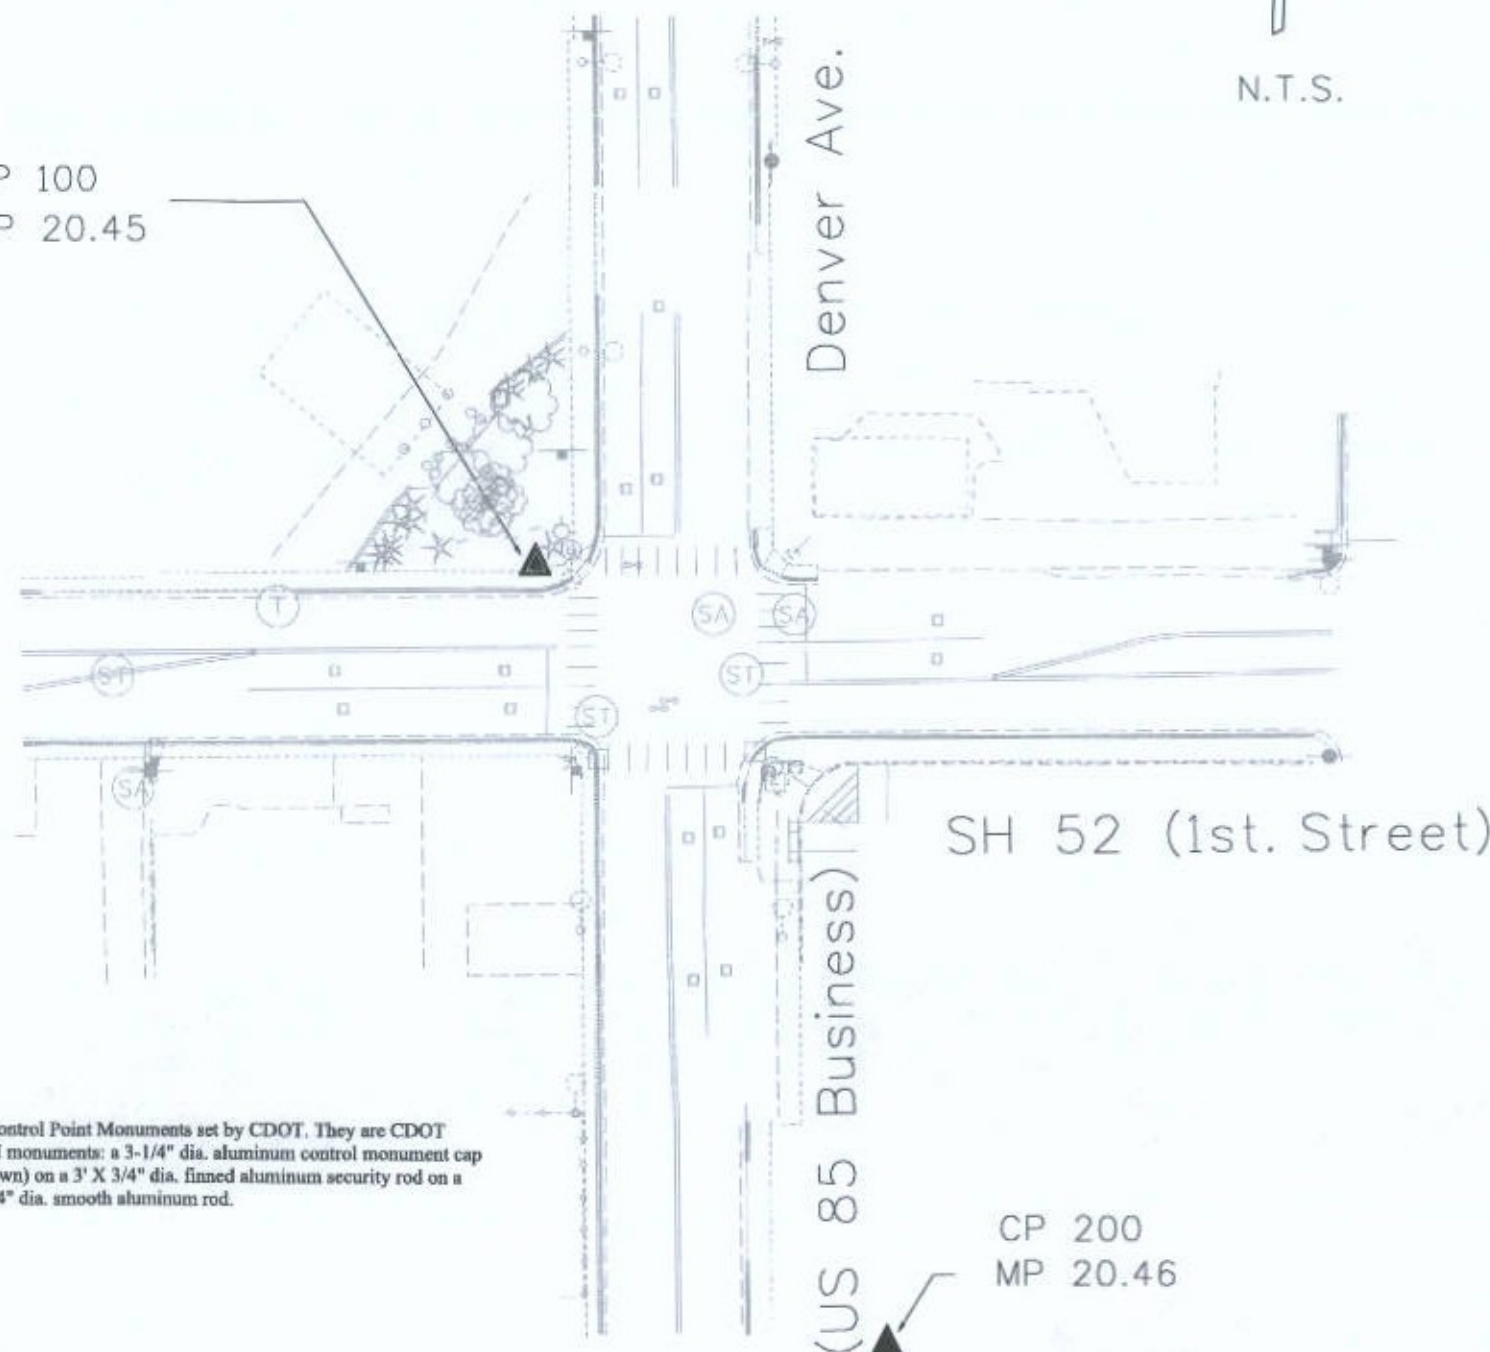 N.T.S.
Denver Ave.
P 100
P 20.45
T
SA
SA
ST
ST
ST
SA
SH 52 (1st. Street)
(US 85 Business)
ontrol Point Monuments set by CDOT. They are CDOT
monuments: a 3-1/4" dia. aluminum control monument cap
wn) on a 3' X 3/4" dia. finned aluminum security rod on a
4" dia. smooth aluminum rod.
CP 200
MP 20.46